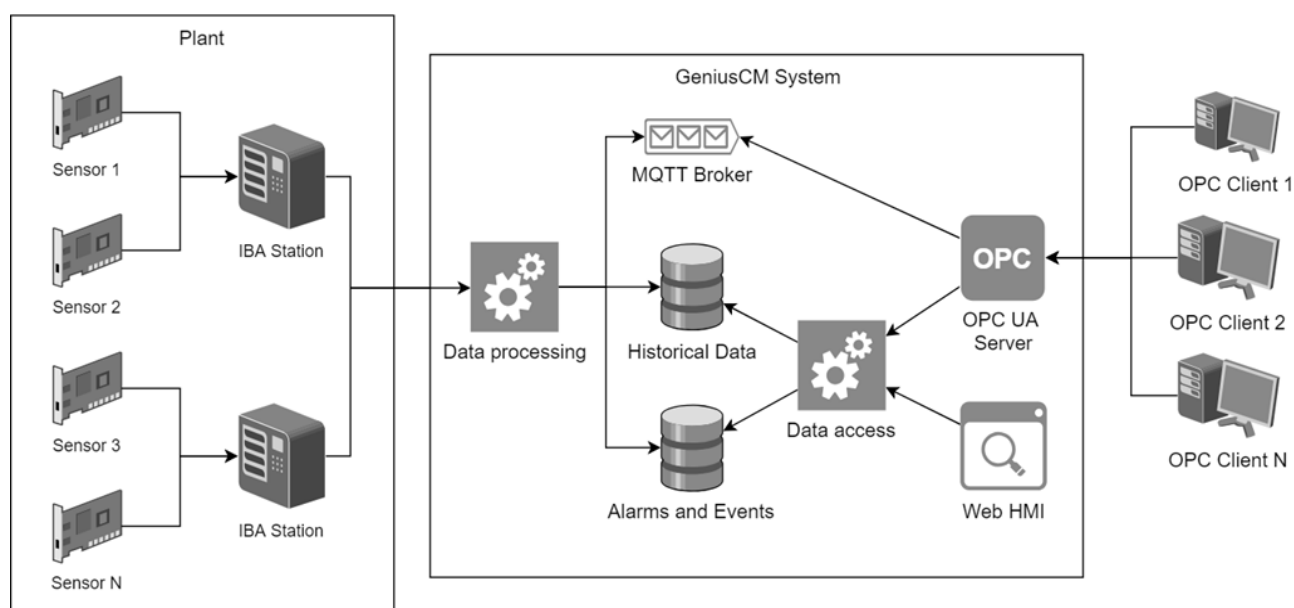 Plant
Sensor 1
Sensor 2
Sensor 3
Sensor N
IBA Station
IBA Station
GeniusCM System
Data processing
MQTT Broker
Historical Data
Alarms and Events
Data access
OPC
OPC UA
Server
Web HMI
OPC Client 1
OPC Client 2
OPC Client N